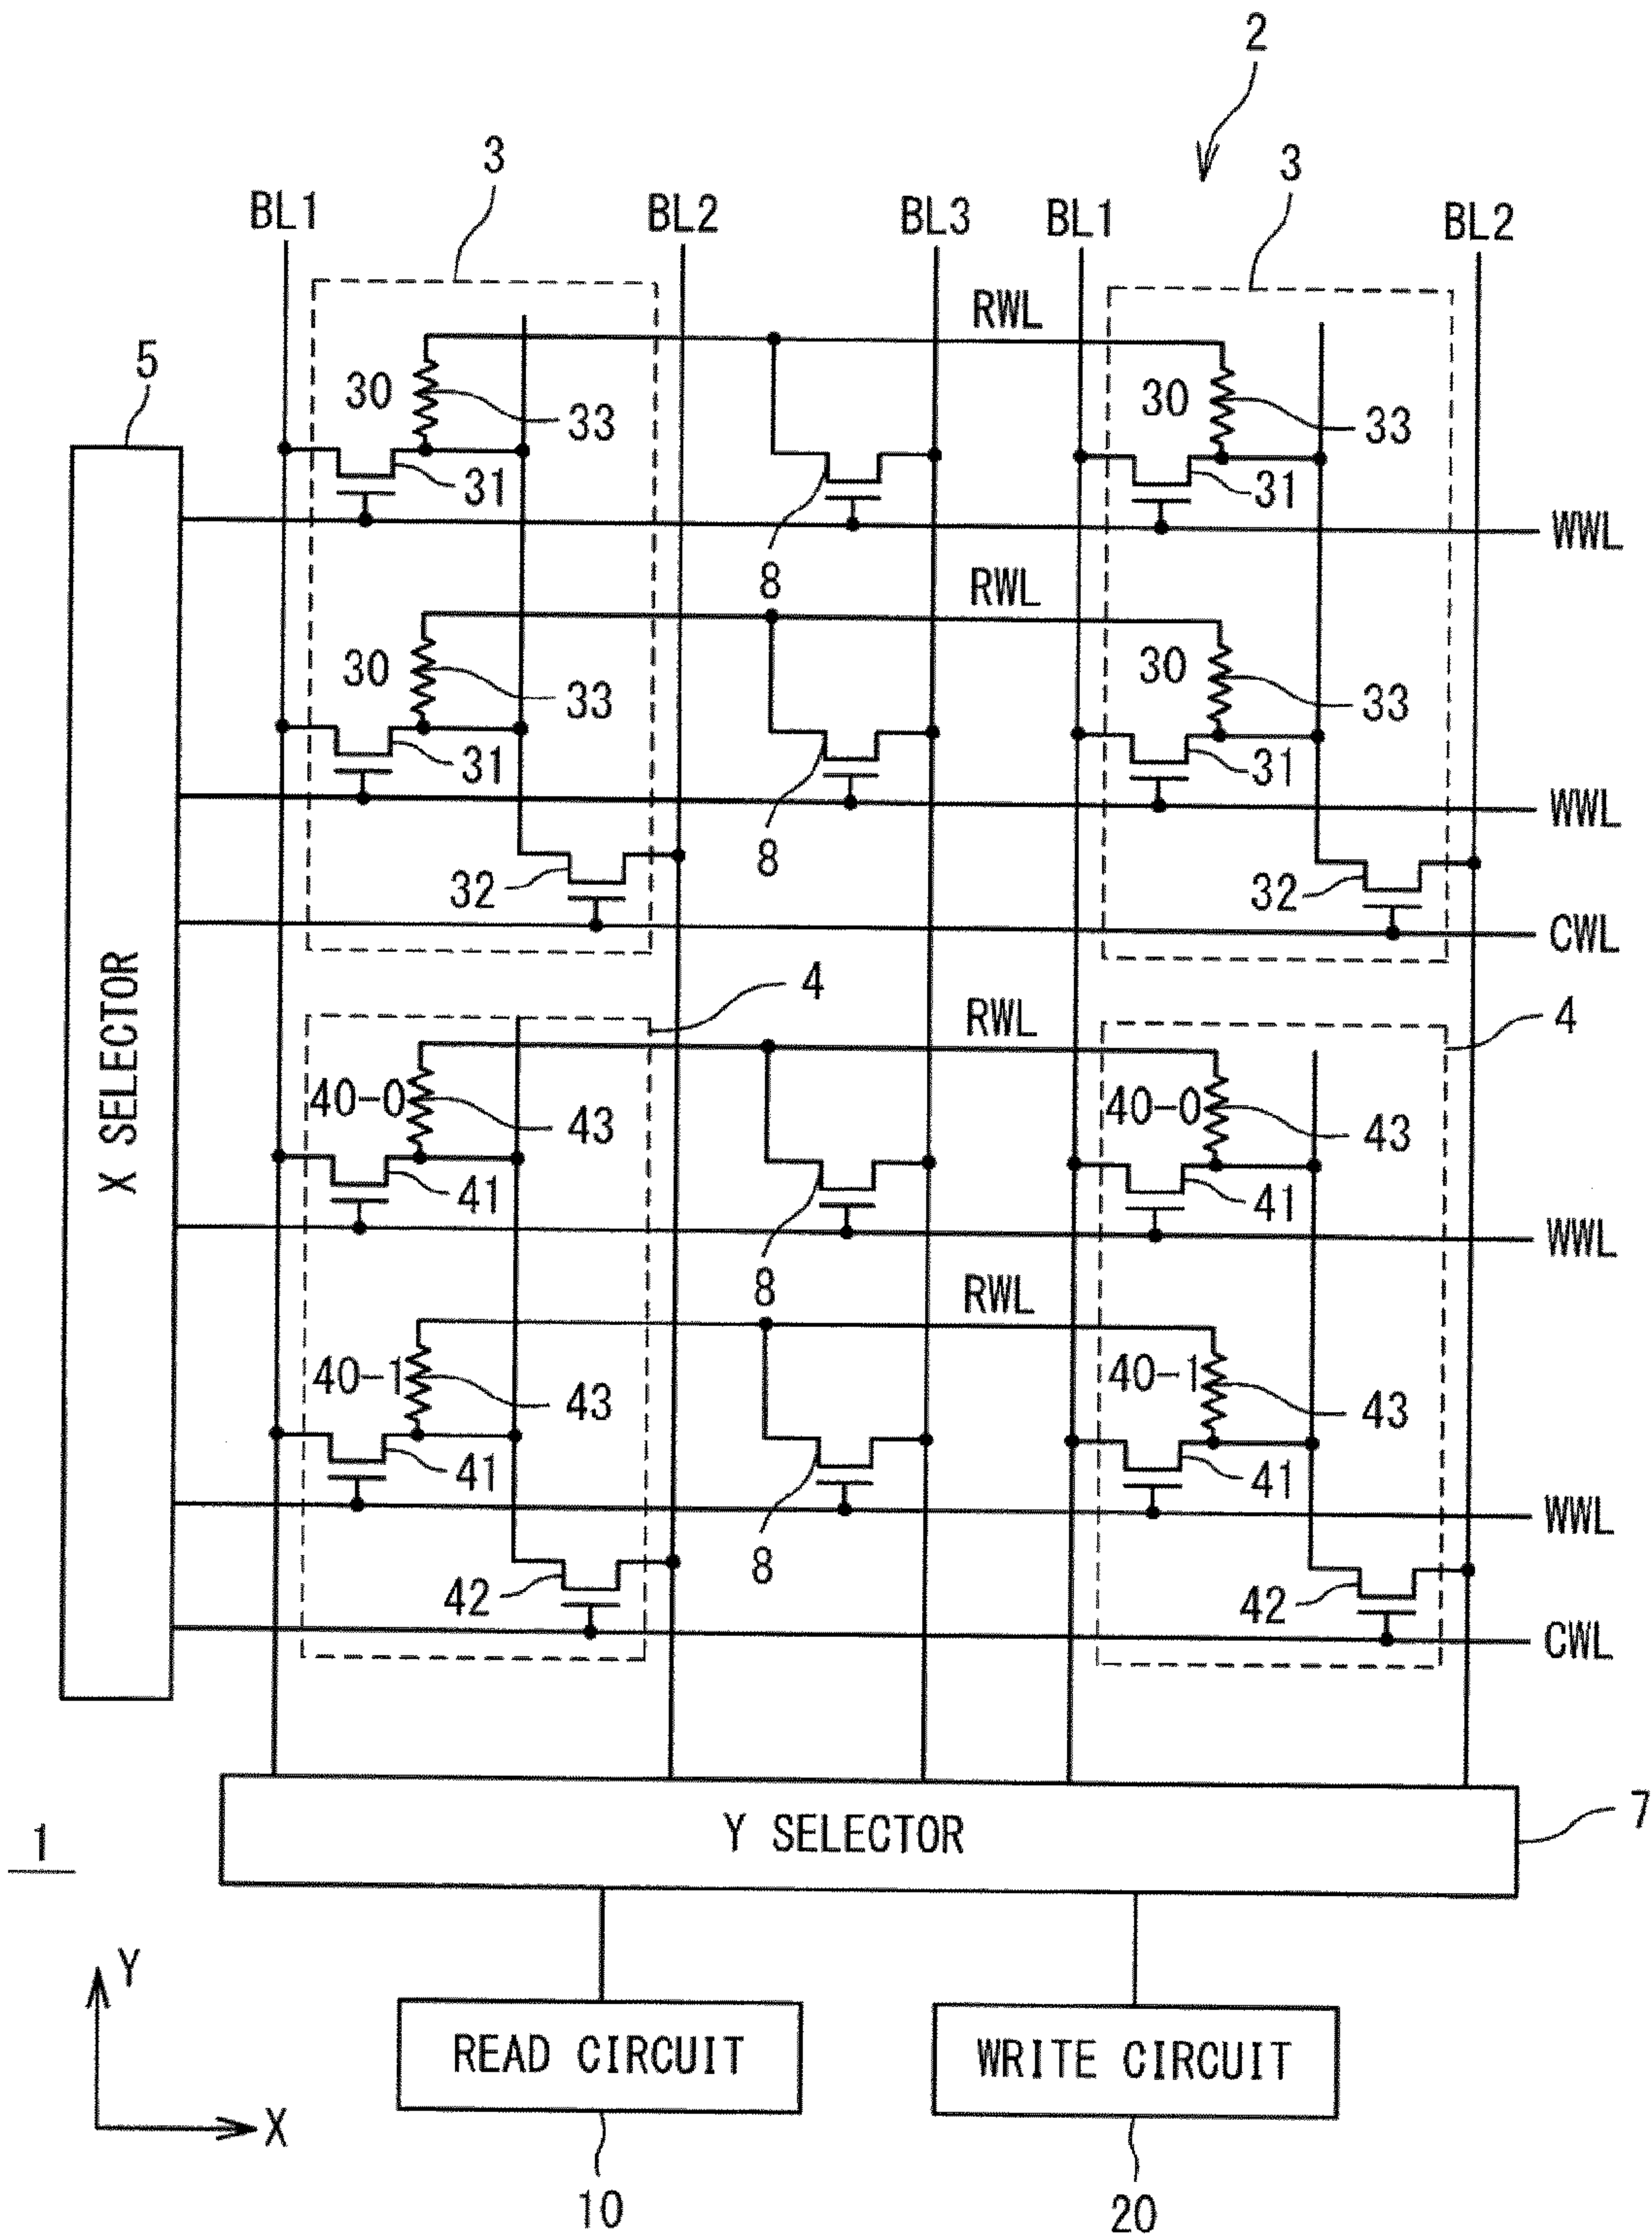 2
3
3
BL1
BL2
BL3
BL1
BL2
RWL
5
30
33
30
33
31
31
WWL
8
RWL
30
33
30
33
31
31
WWL
8
32
32
CWL
X SELECTOR
4
4
RWL
40-0
43
40-0
43
41
41
WWL
8
RWL
40-1
43
40-1
43
41
41
WWL
8
42
42
CWL
7
Y SELECTOR
1
Y
X
READ CIRCUIT
WRITE CIRCUIT
10
20